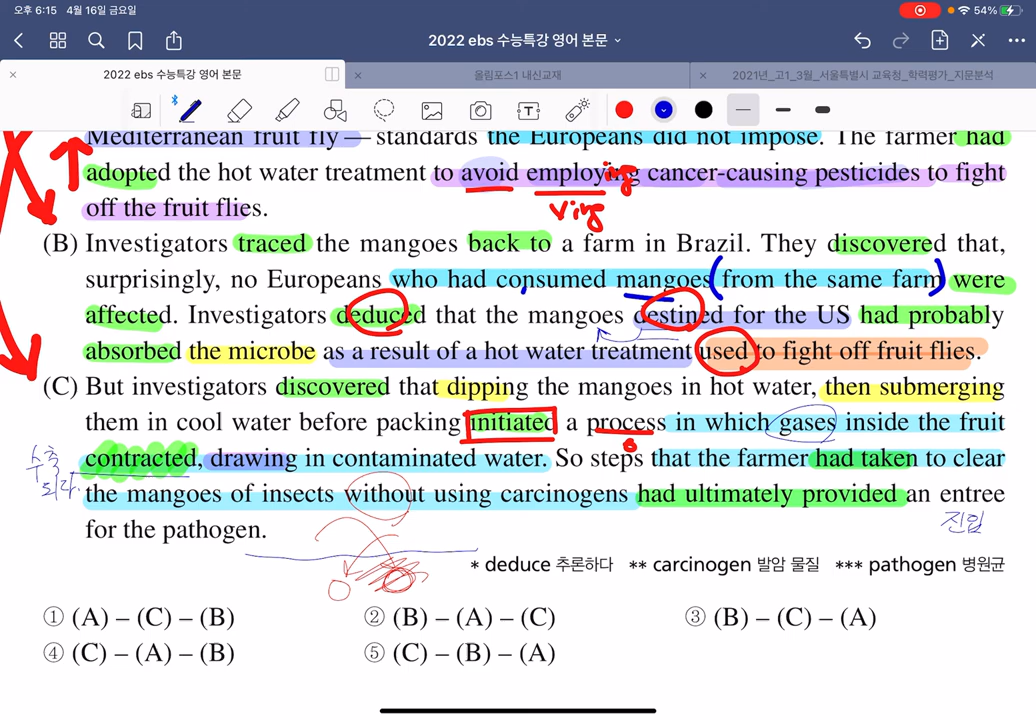 오후 6:15 4월 16일 금요일
54%
2022 ebs 수능특강 영어 본문
2022 ebs 수능특강 영어 본문
올림포스1 내신교재
2021년_고1_3월_서울특별시 교육청_학력평가_지문분석
Mediterranean fruit fly — standards the Europeans did not impose. The farmer had
adopted the hot water treatment to avoid employing cancer-causing pesticides to fight
Ving
off the fruit flies.
(B) Investigators traced the mangoes back to a farm in Brazil. They discovered that,
surprisingly, no Europeans who had consumed mangoes (from the same farm) were
affected. Investigators deduced that the mangoes destined for the US had probably
absorbed the microbe as a result of a hot water treatment used to fight off fruit flies.
(C) But investigators discovered that dipping the mangoes in hot water, then submerging
them in cool water before packing initiated a process in which gases inside the fruit
s
수축
되다.
contracted, drawing in contaminated water. So steps that the farmer had taken to clear
the mangoes of insects without using carcinogens had ultimately provided an entree
진입
for the pathogen.
* deduce 추론하다 ** carcinogen 발암 물질 *** pathogen 병원균
① (A) – (C) – (B) ② (B) – (A) – (C) ③ (B) – (C) – (A)
④ (C) – (A) – (B) ⑤ (C) – (B) – (A)